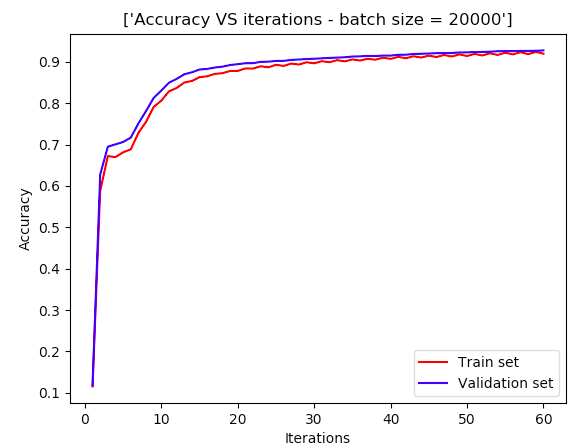 ['Accuracy VS iterations - batch size = 20000']
Accuracy
0.9
0.8
0.7
0.6
0.5
0.4
0.3
0.2
0.1
Train set
Validation set
0 10 20 30 40 50 60
Iterations